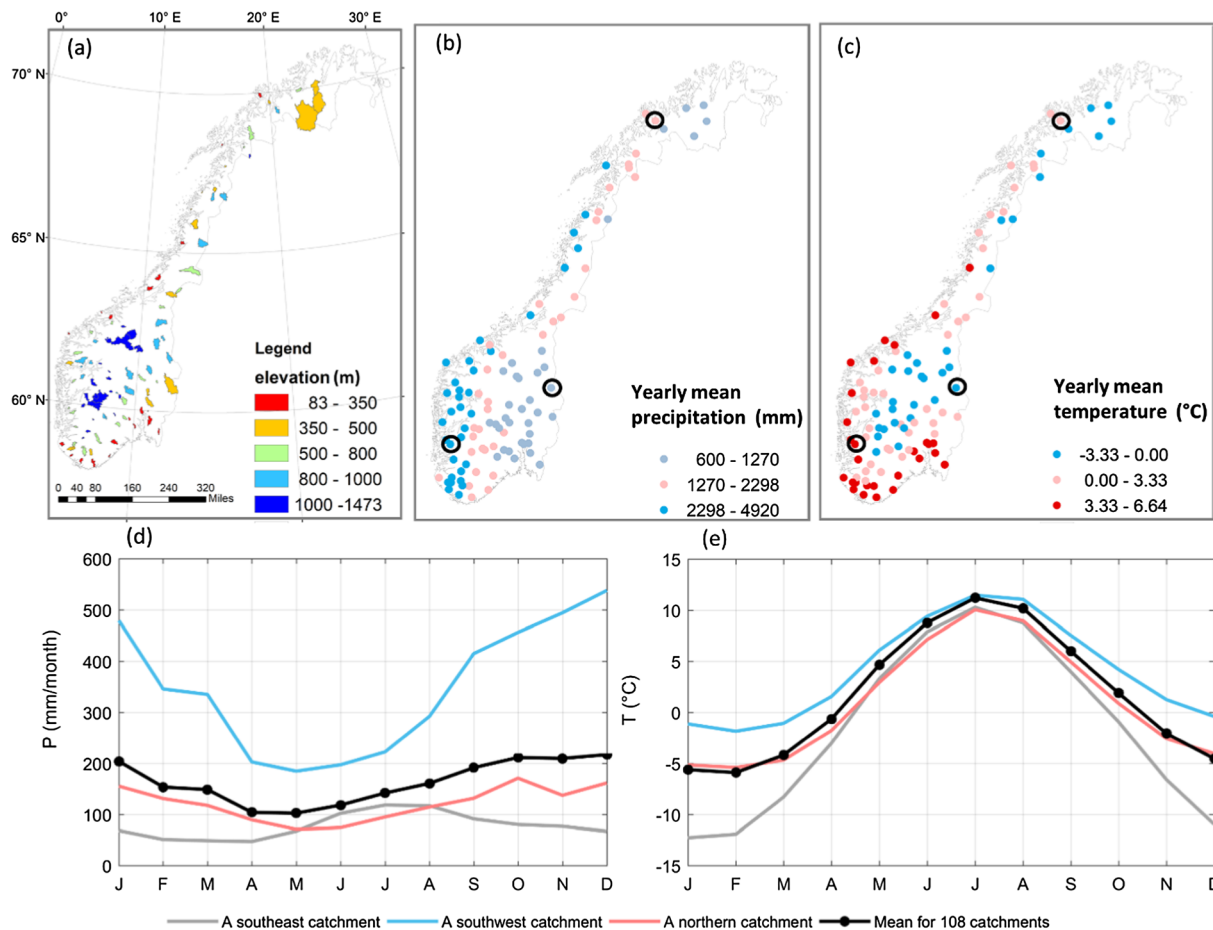 0° 10° E 20° E 30° E
(a)
70° N
65° N
60° N
Legend
elevation (m)
83 - 350
350 - 500
500 - 800
800 - 1000
1000 -1473
0 40 80 160 240 320
Miles
(b)
Yearly mean
precipitation (mm)
600 - 1270
1270 - 2298
2298 - 4920
(c)
Yearly mean
temperature (°C)
-3.33 - 0.00
0.00 - 3.33
3.33 - 6.64
(d)
P (mm/month)
600
500
400
300
200
100
0
J F M A M J J A S O N D
(e)
T (°C)
15
10
5
0
-5
-10
-15
J F M A M J J A S O N D
A southeast catchment A southwest catchment A northern catchment Mean for 108 catchments